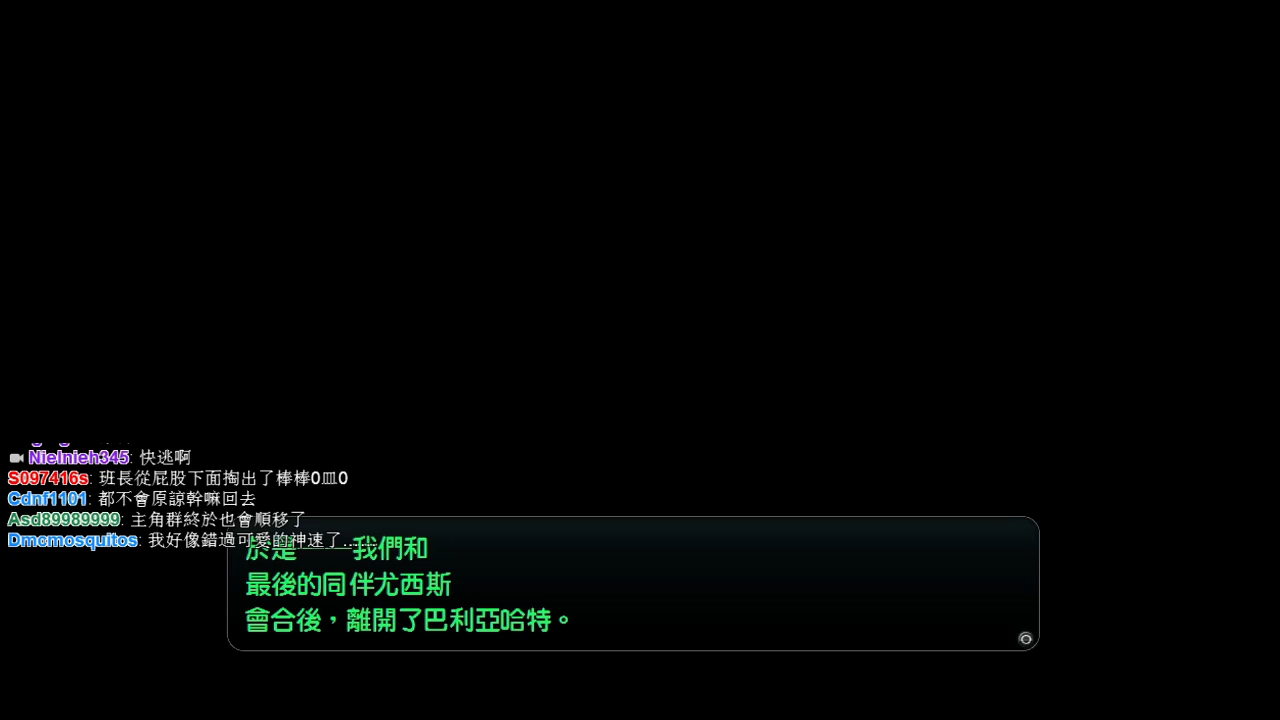 Nielnieh345: 快逃啊
S097416s: 班長從屁股下面掏出了棒棒0皿0
Cdnf1101: 都不會原諒幹嘛回去
Asd89989999: 主角群終於也會順移了
Dmcmosquitos: 我好像錯過可愛的神速了......
於是——我們和
最後的同伴尤西斯
會合後，離開了巴利亞哈特。